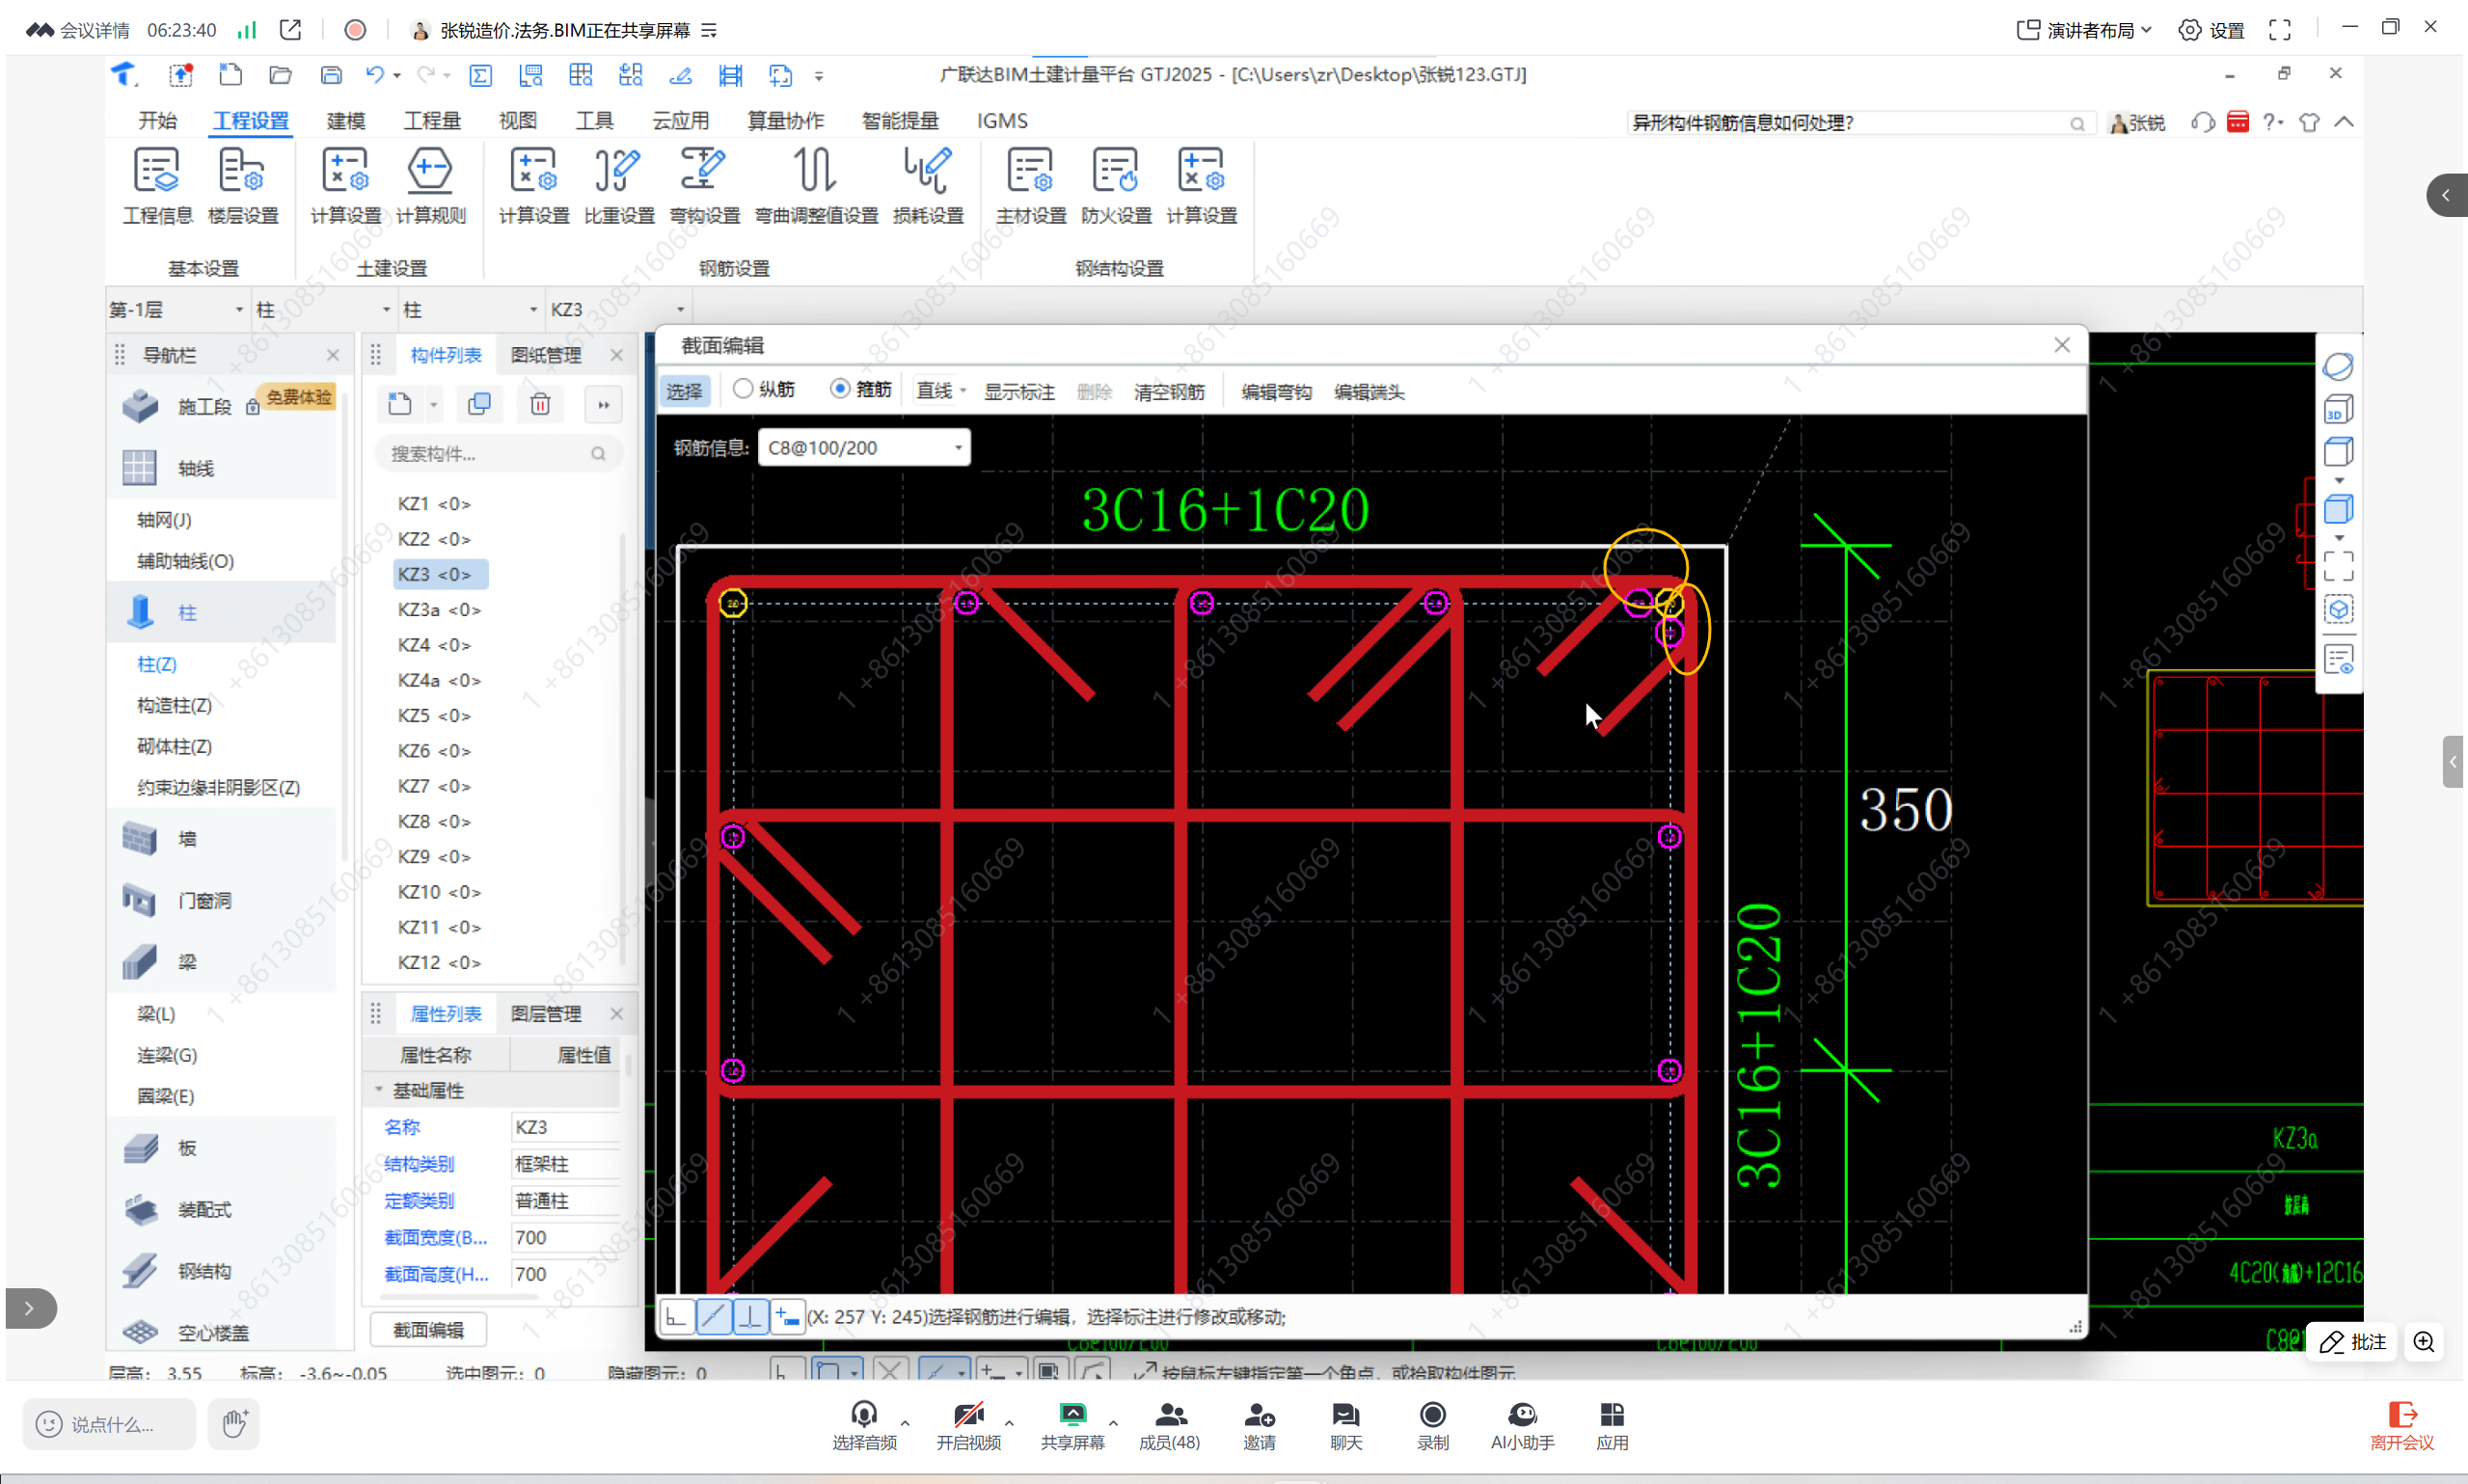 会议详情 06:23:40 张锐造价.法务.BIM正在共享屏幕 演讲者布局 设置
广联达BIM土建计量平台 GTJ2025 - [C:\Users\zr\Desktop\张锐123.GTJ]
开始 工程设置 建模 工程量 视图 工具 云应用 算量协作 智能提量 IGMS 异形构件钢筋信息如何处理? 张锐
工程信息 楼层设置 计算设置 计算规则 计算设置 比重设置 弯钩设置 弯曲调整值设置 损耗设置 主材设置 防火设置 计算设置
基本设置 土建设置 钢筋设置 钢结构设置
第-1层 柱 柱 KZ3
导航栏
施工段 免费体验
轴线
轴网(J)
辅助轴线(O)
柱
柱(Z)
构造柱(Z)
砌体柱(Z)
约束边缘非阴影区(Z)
墙
门窗洞
梁
梁(L)
连梁(G)
圈梁(E)
板
装配式
钢结构
空心楼盖
构件列表 图纸管理
搜索构件...
KZ1 <0>
KZ2 <0>
KZ3 <0>
KZ3a <0>
KZ4 <0>
KZ4a <0>
KZ5 <0>
KZ6 <0>
KZ7 <0>
KZ8 <0>
KZ9 <0>
KZ10 <0>
KZ11 <0>
KZ12 <0>
属性列表 图层管理
属性名称 属性值
基础属性
名称 KZ3
结构类别 框架柱
定额类别 普通柱
截面宽度(B... 700
截面高度(H... 700
截面编辑
截面编辑
选择 纵筋 箍筋 直线 显示标注 删除 清空钢筋 编辑弯钩 编辑端头
钢筋信息: C8@100/200
3C16+1C20
350
3C16+1C20
(X: 257 Y: 245)选择钢筋进行编辑，选择标注进行修改或移动;
3D
KZ3a
按层高
4C20(角筋)+12C16
C8@1
C8@100/200 C8@100/200
层高: 3.55 标高: -3.6~-0.05 选中图元: 0 隐藏图元: 0 按鼠标左键指定第一个角点，或拾取构件图元
批注
1 +8613085160669
说点什么...
选择音频 开启视频 共享屏幕 成员(48) 邀请 聊天 录制 AI小助手 应用 离开会议